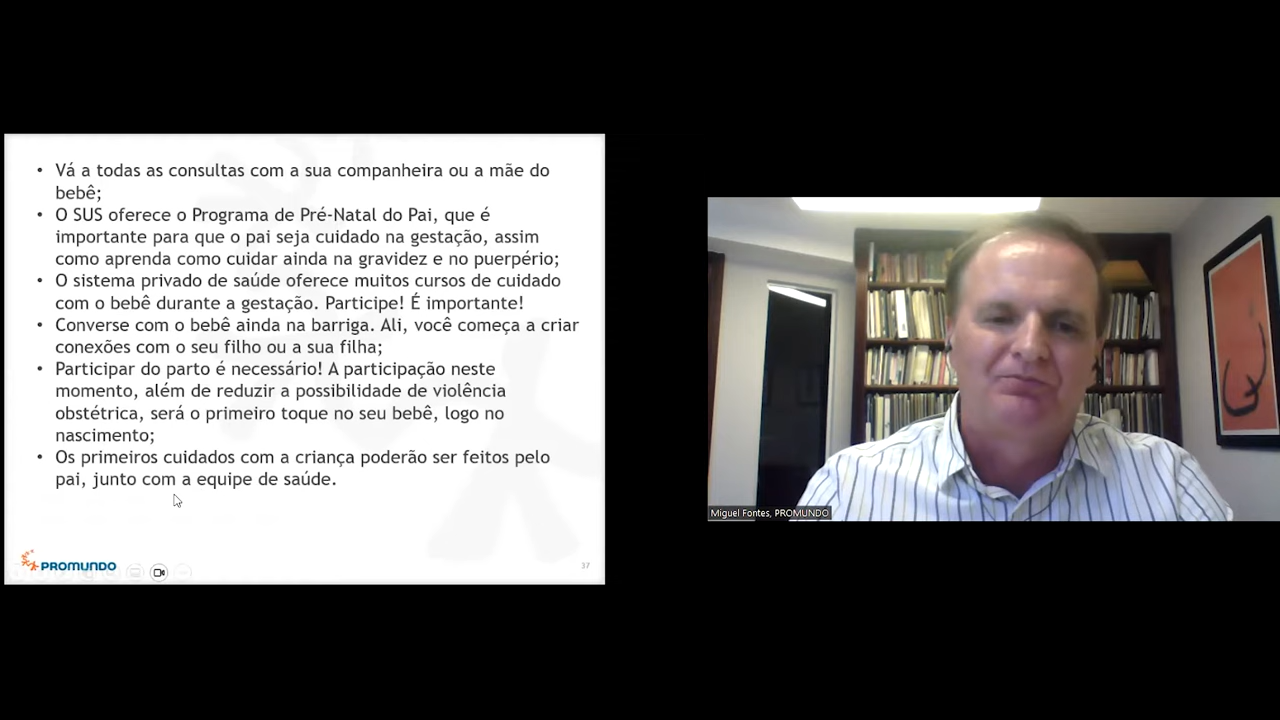 • Vá a todas as consultas com a sua companheira ou a mãe do
bebê;
• O SUS oferece o Programa de Pré-Natal do Pai, que é
importante para que o pai seja cuidado na gestação, assim
como aprenda como cuidar ainda na gravidez e no puerpério;
• O sistema privado de saúde oferece muitos cursos de cuidado
com o bebê durante a gestação. Participe! É importante!
• Converse com o bebê ainda na barriga. Ali, você começa a criar
conexões com o seu filho ou a sua filha;
• Participar do parto é necessário! A participação neste
momento, além de reduzir a possibilidade de violência
obstétrica, será o primeiro toque no seu bebê, logo no
nascimento;
• Os primeiros cuidados com a criança poderão ser feitos pelo
pai, junto com a equipe de saúde.
PROMUNDO
37
Miguel Fontes, PROMUNDO